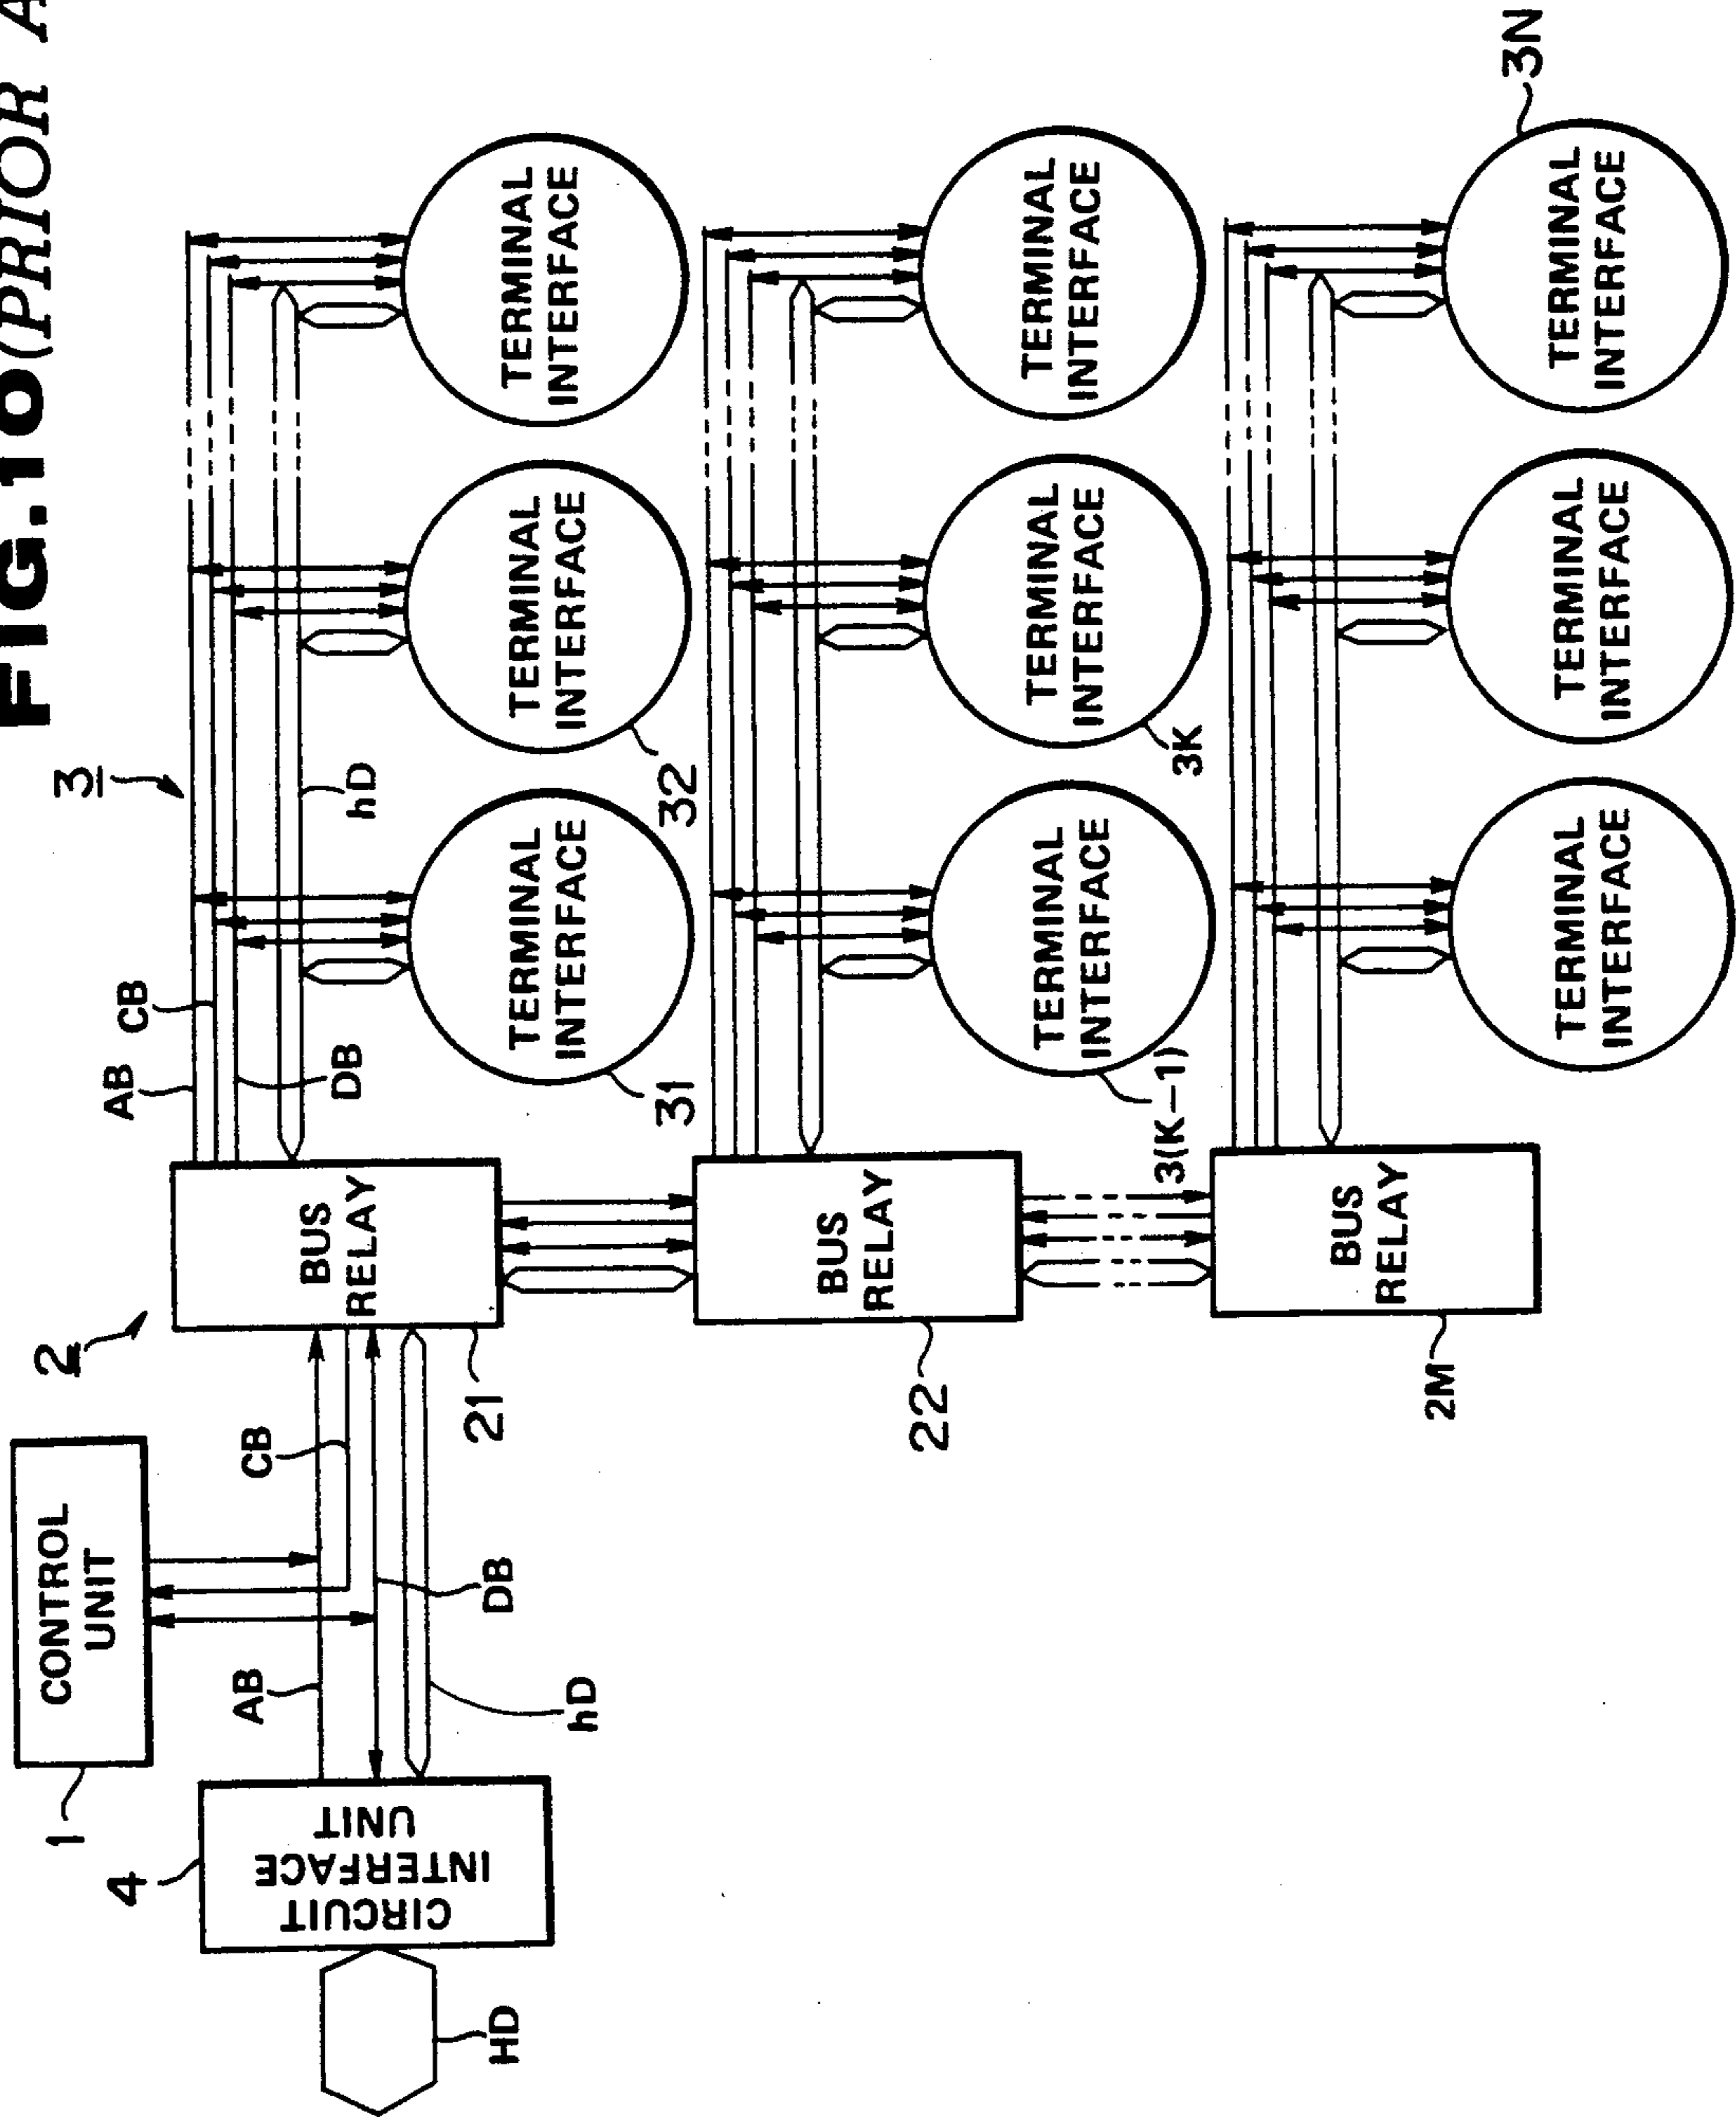 FIG.10(PRIOR A
3
2
CONTROL
UNIT
1
4
CIRCUIT
INTERFACE
UNIT
HD
AB
CB
DB
hD
BUS
RELAY
21
AB
CB
DB
hD
TERMINAL
INTERFACE
31
TERMINAL
INTERFACE
32
TERMINAL
INTERFACE
BUS
RELAY
22
TERMINAL
INTERFACE
3(K-1)
TERMINAL
INTERFACE
3K
TERMINAL
INTERFACE
BUS
RELAY
2M
TERMINAL
INTERFACE
TERMINAL
INTERFACE
TERMINAL
INTERFACE
3N